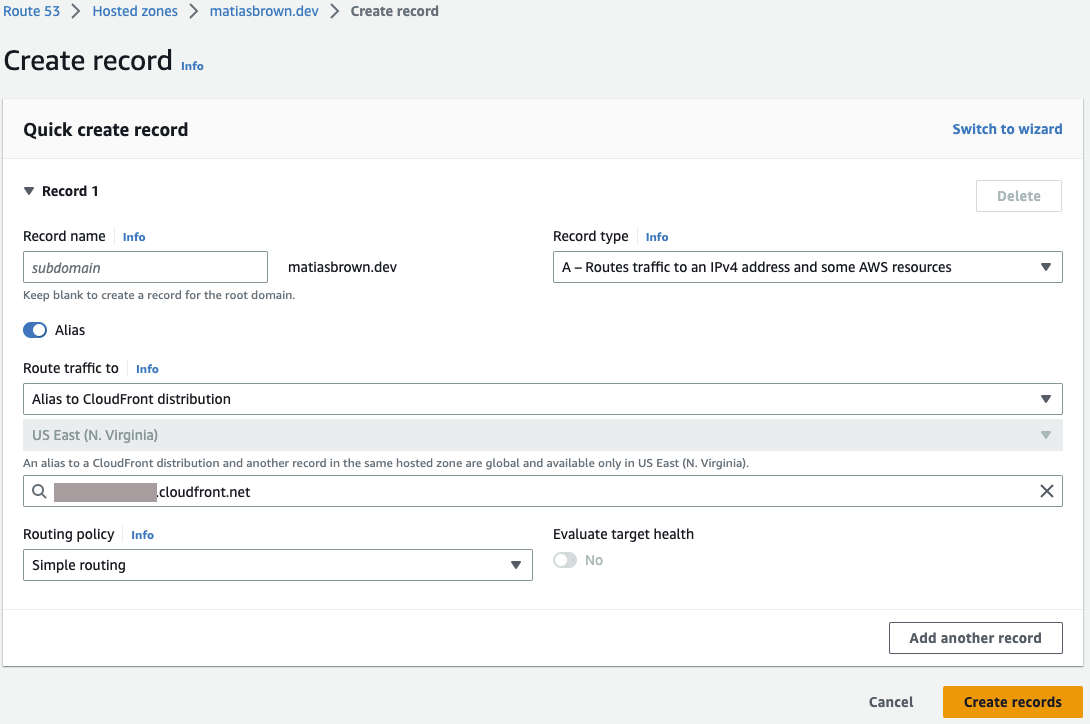 Route 53 > Hosted zones > matiasbrown.dev > Create record
Create record Info
Quick create record Switch to wizard
Record 1 Delete
Record name Info Record type Info
subdomain matiasbrown.dev A – Routes traffic to an IPv4 address and some AWS resources
Keep blank to create a record for the root domain.
Alias
Route traffic to Info
Alias to CloudFront distribution
US East (N. Virginia)
An alias to a CloudFront distribution and another record in the same hosted zone are global and available only in US East (N. Virginia).
.cloudfront.net
Routing policy Info Evaluate target health
Simple routing No
Add another record
Cancel Create records